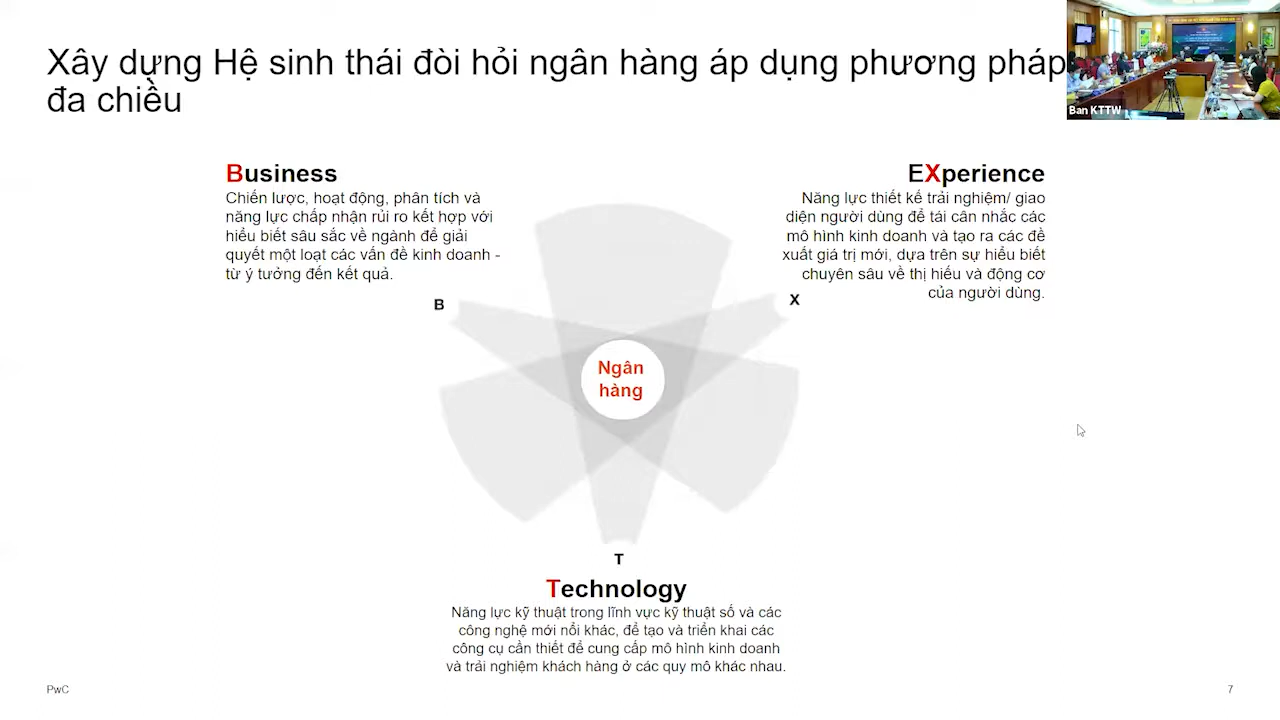 Xây dựng Hệ sinh thái đòi hỏi ngân hàng áp dụng phương pháp
đa chiều
Ban KTTW
Business
Chiến lược, hoạt động, phân tích và
năng lực chấp nhận rủi ro kết hợp với
hiểu biết sâu sắc về ngành để giải
quyết một loạt các vấn đề kinh doanh -
từ ý tưởng đến kết quả.
EXperience
Năng lực thiết kế trải nghiệm/ giao
diện người dùng để tái cân nhắc các
mô hình kinh doanh và tạo ra các đề
xuất giá trị mới, dựa trên sự hiểu biết
chuyên sâu về thị hiếu và động cơ
của người dùng.
B
X
Ngân
hàng
T
Technology
Năng lực kỹ thuật trong lĩnh vực kỹ thuật số và các
công nghệ mới nổi khác, để tạo và triển khai các
công cụ cần thiết để cung cấp mô hình kinh doanh
và trải nghiệm khách hàng ở các quy mô khác nhau.
PwC
7